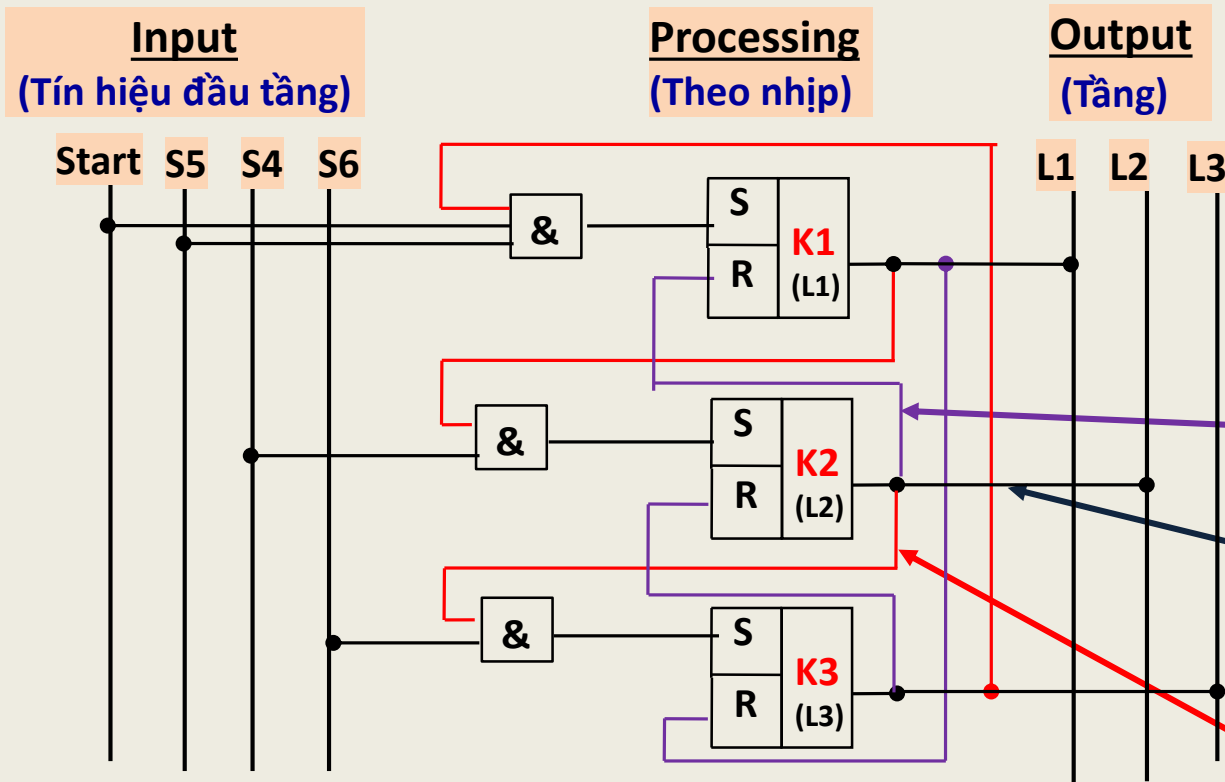 Input
(Tín hiệu đầu tầng)
Processing
(Theo nhịp)
Output
(Tầng)
Start S5 S4 S6
L1 L2 L3
& S K1
R (L1)
& S K2
R (L2)
& S K3
R (L3)